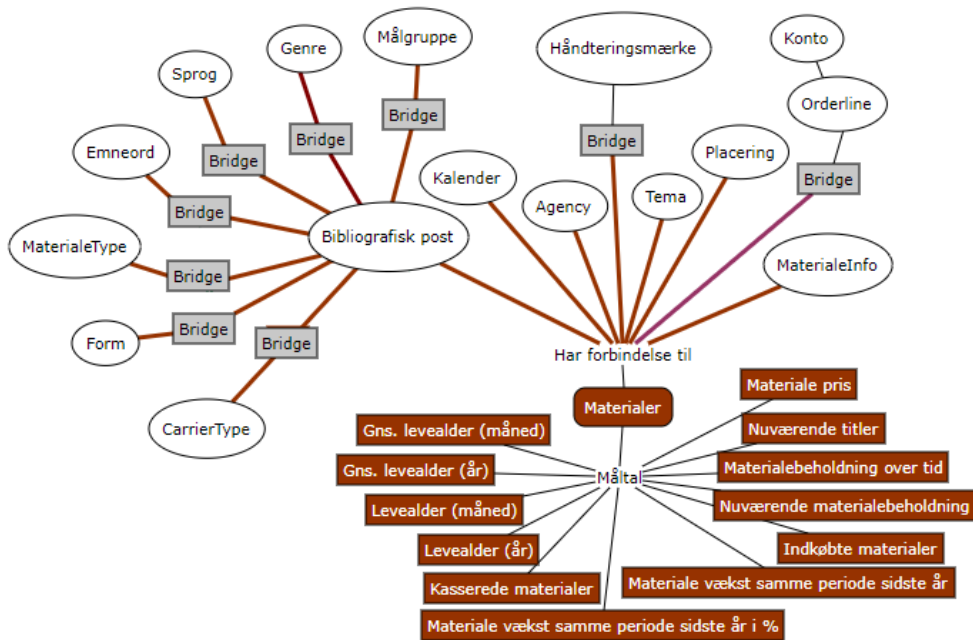 Målgruppe
Genre
Konto
Håndteringsmærke
Sprog
Orderline
Bridge
Bridge
Bridge
Placering
Emneord
Bridge
Kalender
Bridge
Tema
Agency
Bridge
Bibliografisk post
MaterialeType
Bridge
MaterialeInfo
Bridge
Form
Bridge
Har forbindelse til
CarrierType
Materialer
Materiale pris
Gns. levealder (måned)
Nuværende titler
Gns. levealder (år)
Måltal
Materialebeholdning over tid
Levealder (måned)
Nuværende materialebeholdning
Levealder (år)
Indkøbte materialer
Kasserede materialer
Materiale vækst samme periode sidste år
Materiale vækst samme periode sidste år i %